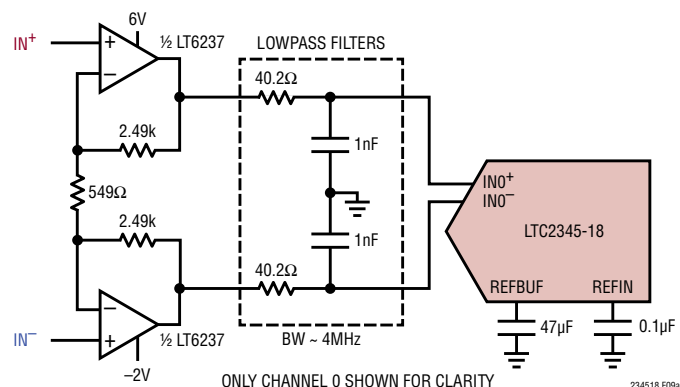 6V
IN+
+
½ LT6237
–
LOWPASS FILTERS
40.2Ω
2.49k
1nF
549Ω
IN0+
IN0–
LTC2345-18
2.49k
1nF
40.2Ω
REFBUF
REFIN
–
IN–
+
½ LT6237
BW ~ 4MHz
47µF
0.1µF
–2V
ONLY CHANNEL 0 SHOWN FOR CLARITY
234518 F09a